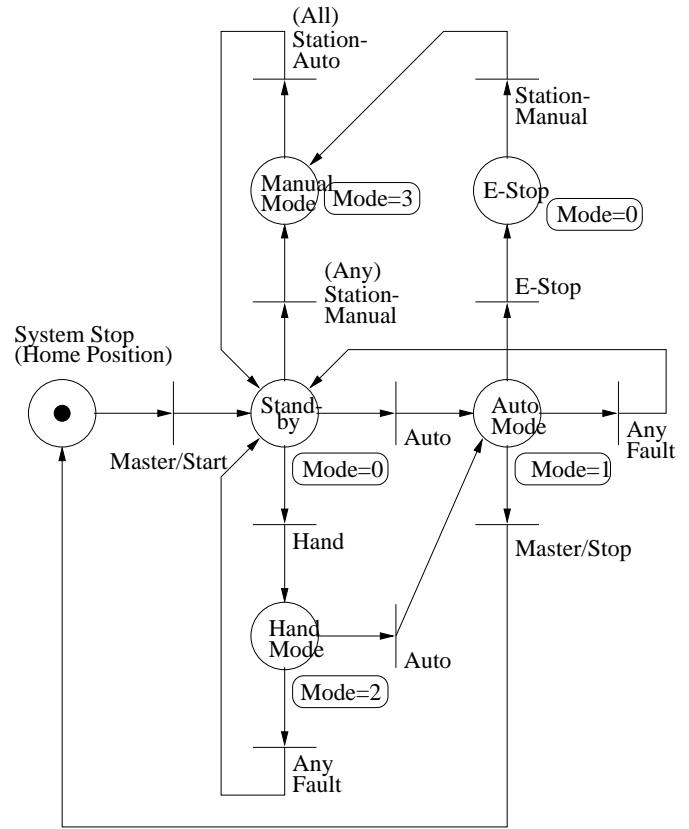 (All)
Station-
Auto
Station-
Manual
Manual
Mode
Mode=3
E-Stop
Mode=0
(Any)
Station-
Manual
E-Stop
System Stop
(Home Position)
Stand-
by
Auto
Mode
Master/Start
Auto
Any
Fault
Mode=0
Mode=1
Hand
Master/Stop
Hand
Mode
Auto
Mode=2
Any
Fault